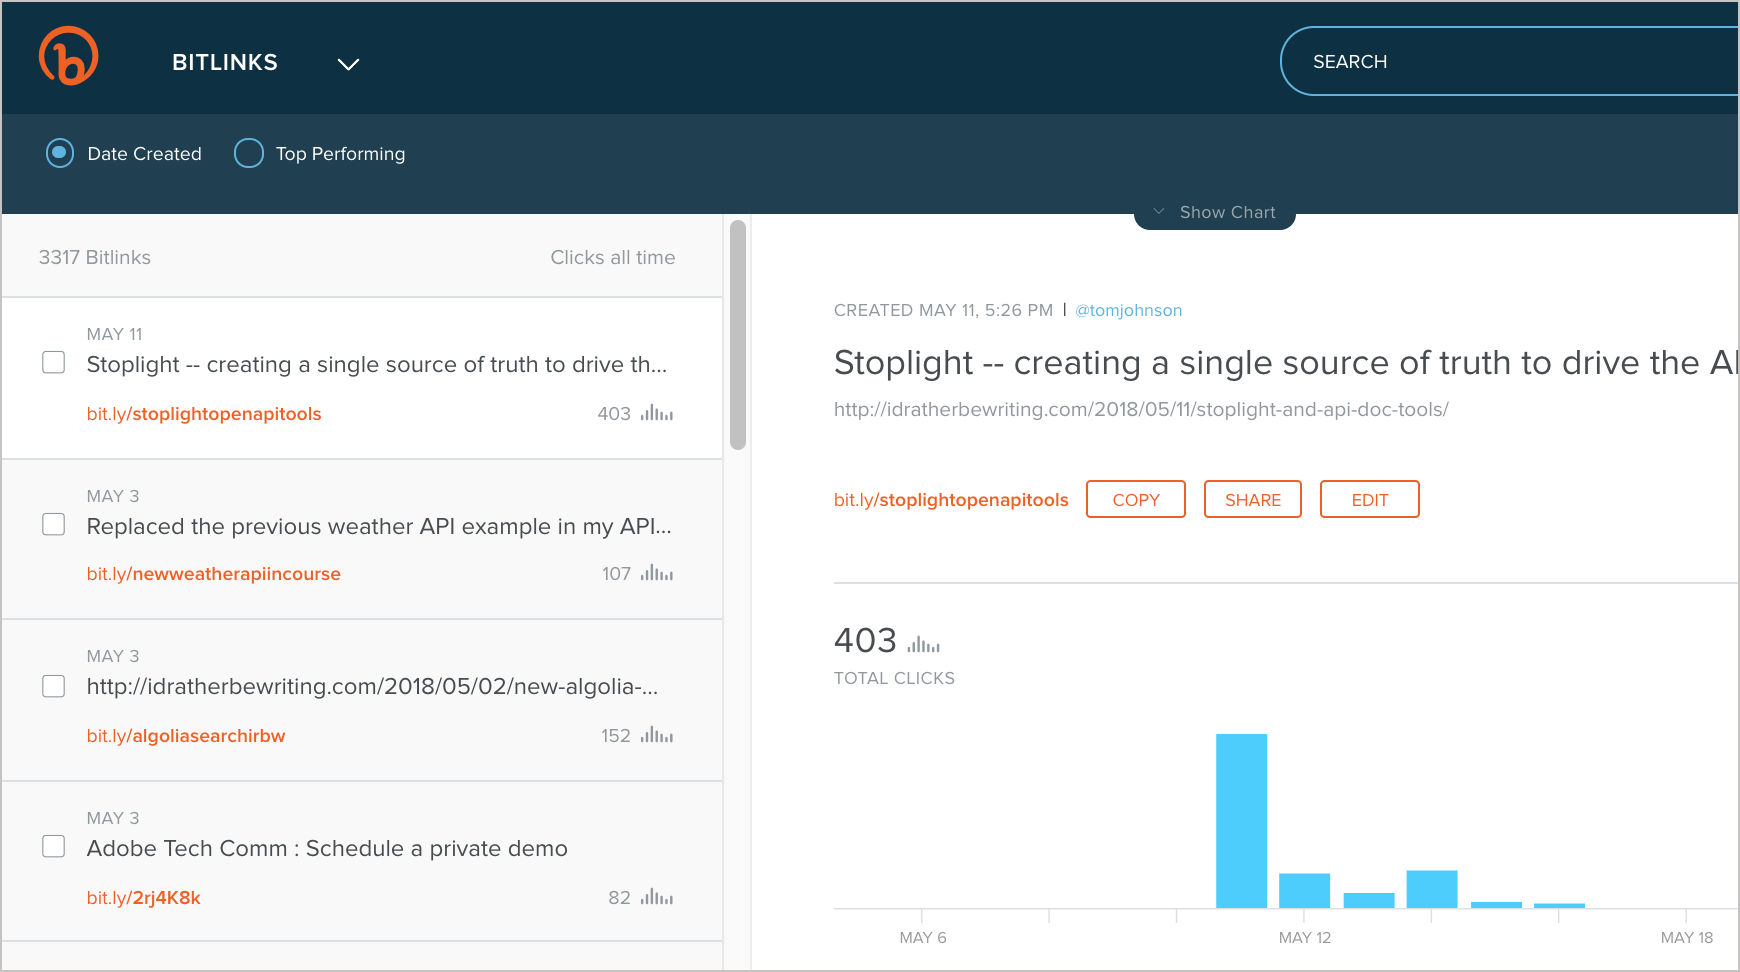 BITLINKS
SEARCH
Date Created
Top Performing
Show Chart
3317 Bitlinks
Clicks all time
MAY 11
Stoplight -- creating a single source of truth to drive th...
bit.ly/stoplightopenapitools
403
MAY 3
Replaced the previous weather API example in my API...
bit.ly/newweatherapiincourse
107
MAY 3
http://idratherbewriting.com/2018/05/02/new-algolia-...
bit.ly/algoliasearchirbw
152
MAY 3
Adobe Tech Comm : Schedule a private demo
bit.ly/2rj4K8k
82
CREATED MAY 11, 5:26 PM | @tomjohnson
Stoplight -- creating a single source of truth to drive the
http://idratherbewriting.com/2018/05/11/stoplight-and-api-doc-tools/
bit.ly/stoplightopenapitools
COPY
SHARE
EDIT
403
TOTAL CLICKS
MAY 6
MAY 12
MAY 18